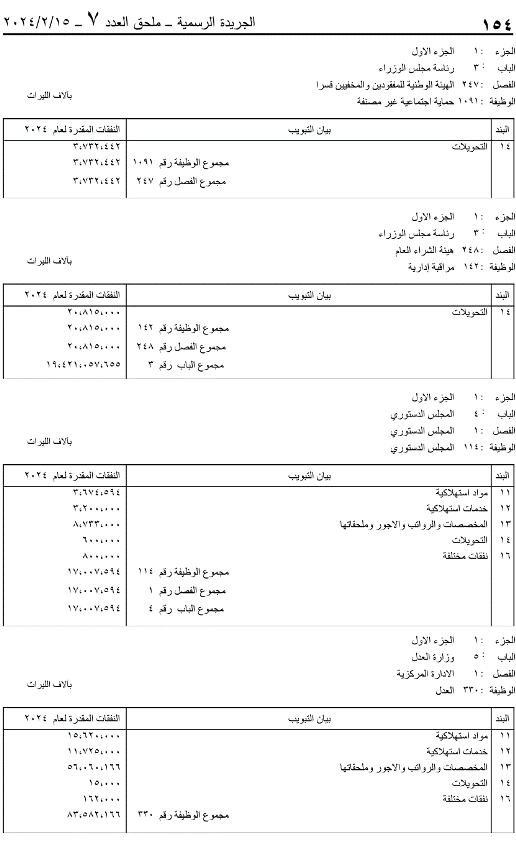 ١٥٤ الجريدة الرسمية – ملحق العدد ٧ – ٢٠٢٤/٢/١٥
الجزء : ١ الجزء الاول
الباب : ٣ رئاسة مجلس الوزراء
الفصل : ٢٤٧ الهيئة الوطنية للمفقودين والمخفيين قسرا
الوظيفة : ١٠٩١ حماية اجتماعية غير مصنفة
بآلاف الليرات
البند بيان التبويب النفقات المقدرة لعام ٢٠٢٤
١٤ التحويلات ٣،٧٣٢،٤٤٢
مجموع الوظيفة رقم ١٠٩١ ٣،٧٣٢،٤٤٢
مجموع الفصل رقم ٢٤٧ ٣،٧٣٢،٤٤٢
الجزء : ١ الجزء الاول
الباب : ٣ رئاسة مجلس الوزراء
الفصل : ٢٤٨ هيئة الشراء العام
الوظيفة : ١٤٢ مراقبة إدارية
بآلاف الليرات
البند بيان التبويب النفقات المقدرة لعام ٢٠٢٤
١٤ التحويلات ٢٠،٨١٥،٠٠٠
مجموع الوظيفة رقم ١٤٢ ٢٠،٨١٥،٠٠٠
مجموع الفصل رقم ٢٤٨ ٢٠،٨١٥،٠٠٠
مجموع الباب رقم ٣ ١٩،٤٢١،٠٥٧،٦٥٥
الجزء : ١ الجزء الاول
الباب : ٤ المجلس الدستوري
الفصل : ١ المجلس الدستوري
الوظيفة : ١١٤ المجلس الدستوري
بآلاف الليرات
البند بيان التبويب النفقات المقدرة لعام ٢٠٢٤
١١ مواد استهلاكية ٣،٦٧٤،٥٩٤
١٢ خدمات استهلاكية ٣،٢٠٠،٠٠٠
١٣ المخصصات والرواتب والاجور وملحقاتها ٨،٧٣٣،٠٠٠
١٤ التحويلات ٦٠٠،٠٠٠
١٦ نفقات مختلفة ٨٠٠،٠٠٠
مجموع الوظيفة رقم ١١٤ ١٧،٠٠٧،٥٩٤
مجموع الفصل رقم ١ ١٧،٠٠٧،٥٩٤
مجموع الباب رقم ٤ ١٧،٠٠٧،٥٩٤
الجزء : ١ الجزء الاول
الباب : ٥ وزارة العدل
الفصل : ١ الادارة المركزية
الوظيفة : ٣٣٠ العدل
بآلاف الليرات
البند بيان التبويب النفقات المقدرة لعام ٢٠٢٤
١١ مواد استهلاكية ١٥،٦٢٠،٠٠٠
١٢ خدمات استهلاكية ١١،٧٢٥،٠٠٠
١٣ المخصصات والرواتب والاجور وملحقاتها ٥٦،٠٦٠،١٦٦
١٤ التحويلات ١٥،٠٠٠
١٦ نفقات مختلفة ١٦٢،٠٠٠
مجموع الوظيفة رقم ٣٣٠ ٨٣،٥٨٢،١٦٦